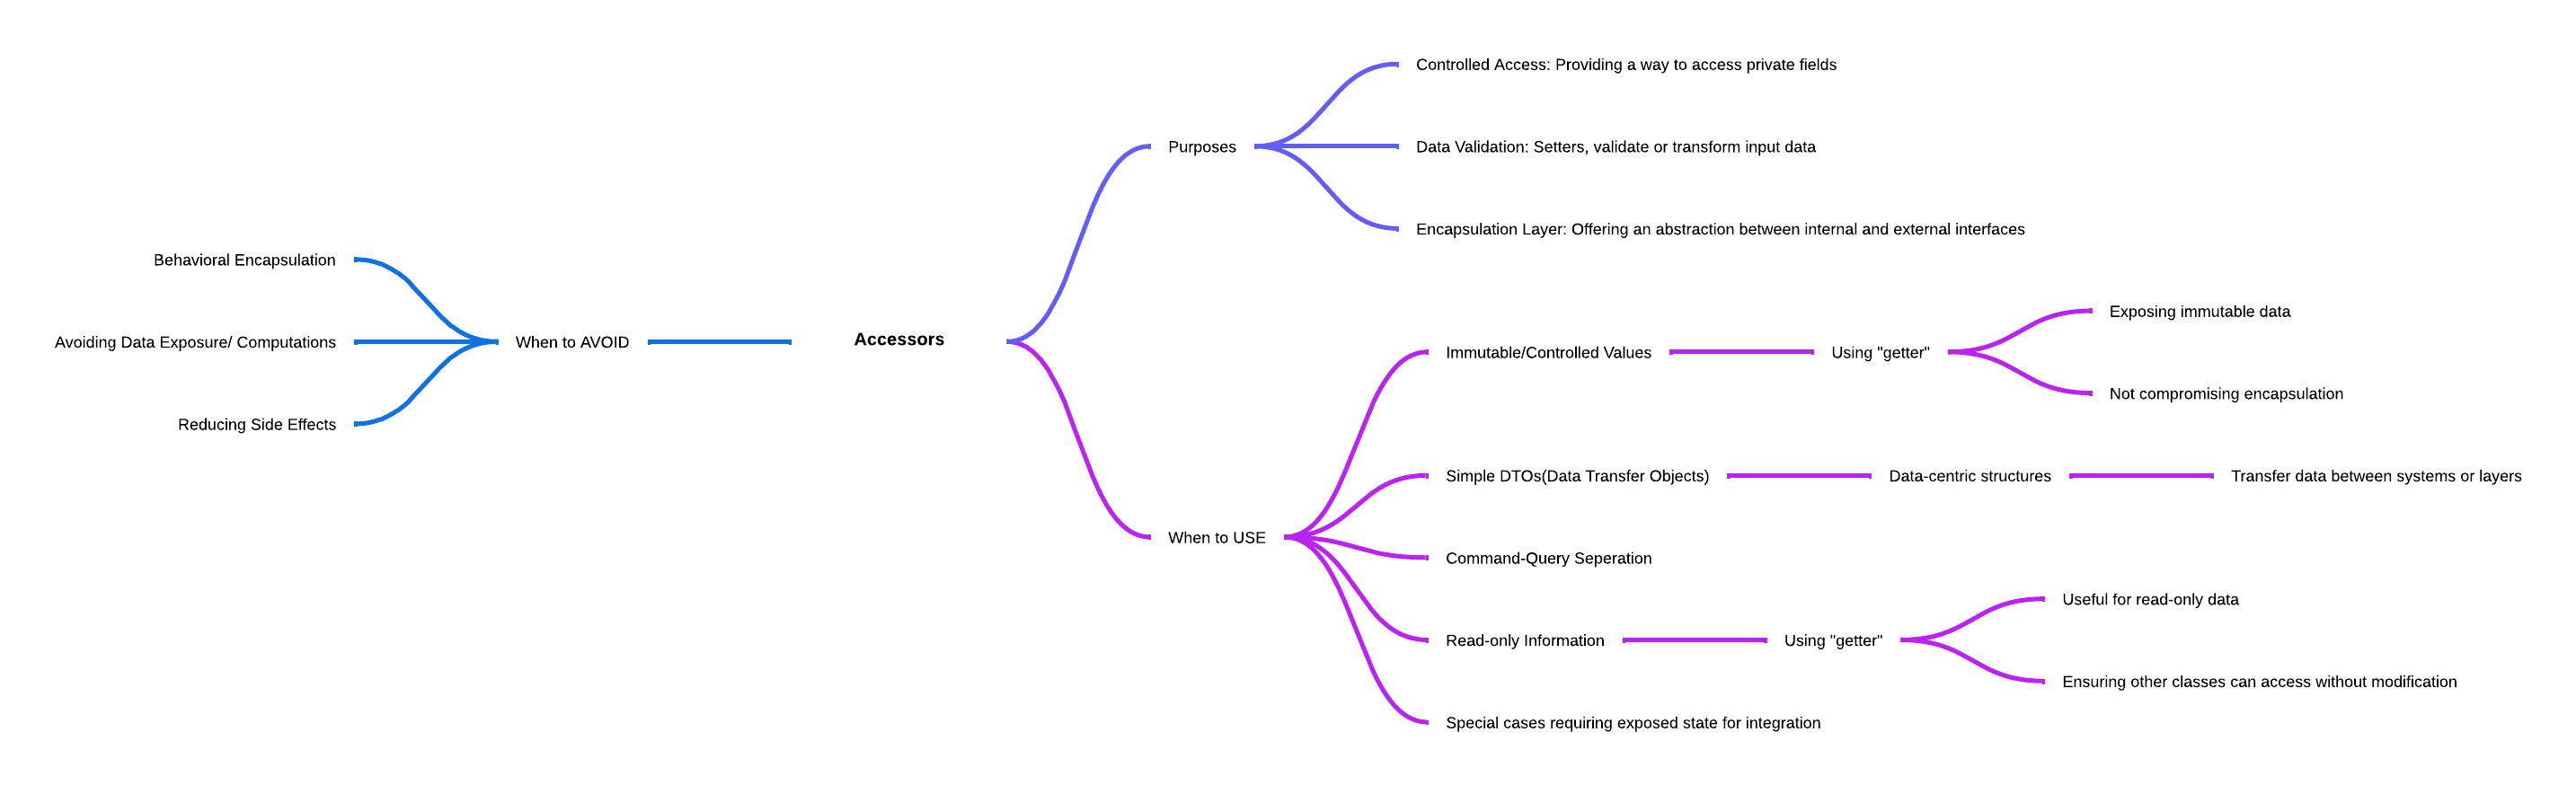 Accessors
Purposes
Controlled Access: Providing a way to access private fields
Data Validation: Setters, validate or transform input data
Encapsulation Layer: Offering an abstraction between internal and external interfaces
When to USE
Immutable/Controlled Values
Using "getter"
Exposing immutable data
Not compromising encapsulation
Simple DTOs(Data Transfer Objects)
Data-centric structures
Transfer data between systems or layers
Command-Query Seperation
Read-only Information
Using "getter"
Useful for read-only data
Ensuring other classes can access without modification
Special cases requiring exposed state for integration
When to AVOID
Behavioral Encapsulation
Avoiding Data Exposure/ Computations
Reducing Side Effects